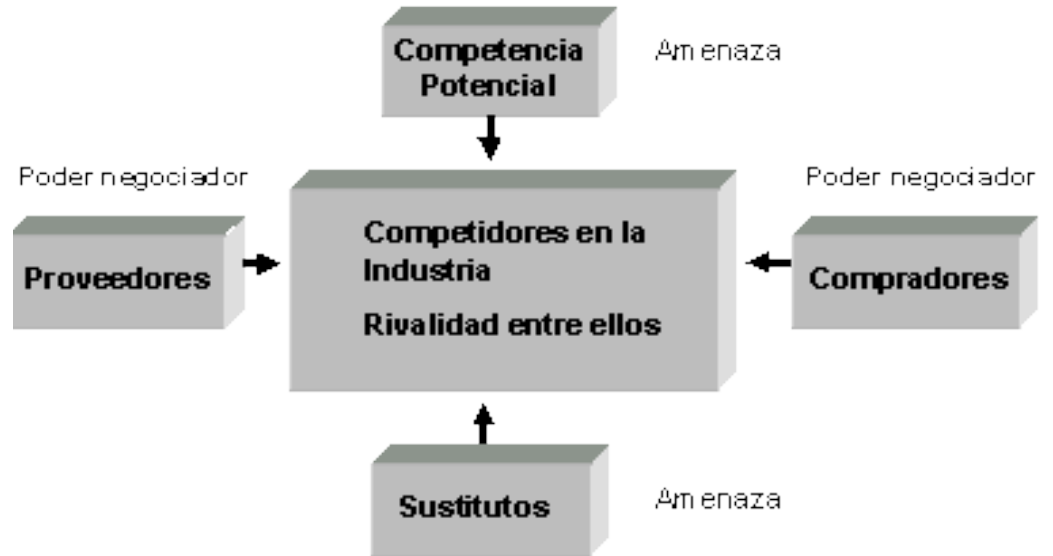 Competencia
Potencial
Amenaza
Poder negociador
Poder negociador
Proveedores
Competidores en la
Industria
Rivalidad entre ellos
Compradores
Sustitutos
Amenaza